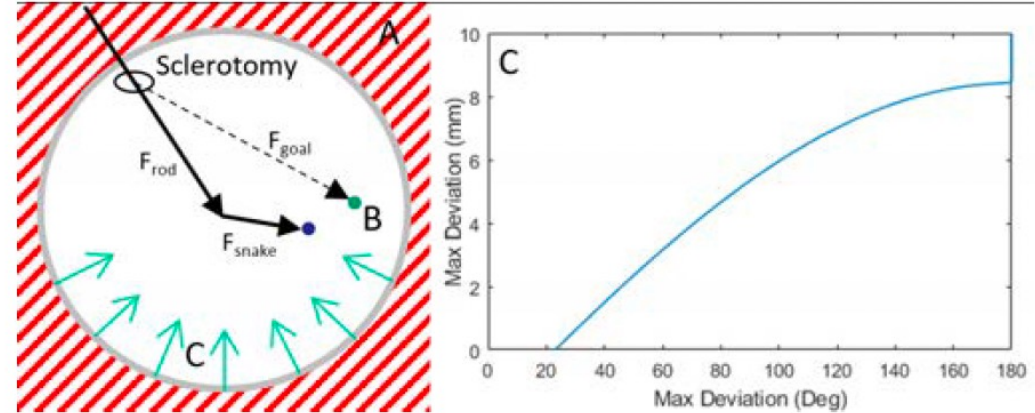 A
Sclerotomy
F_goal
F_rod
B
F_snake
C
C
Max Deviation (mm)
10
8
6
4
2
0
0 20 40 60 80 100 120 140 160 180
Max Deviation (Deg)